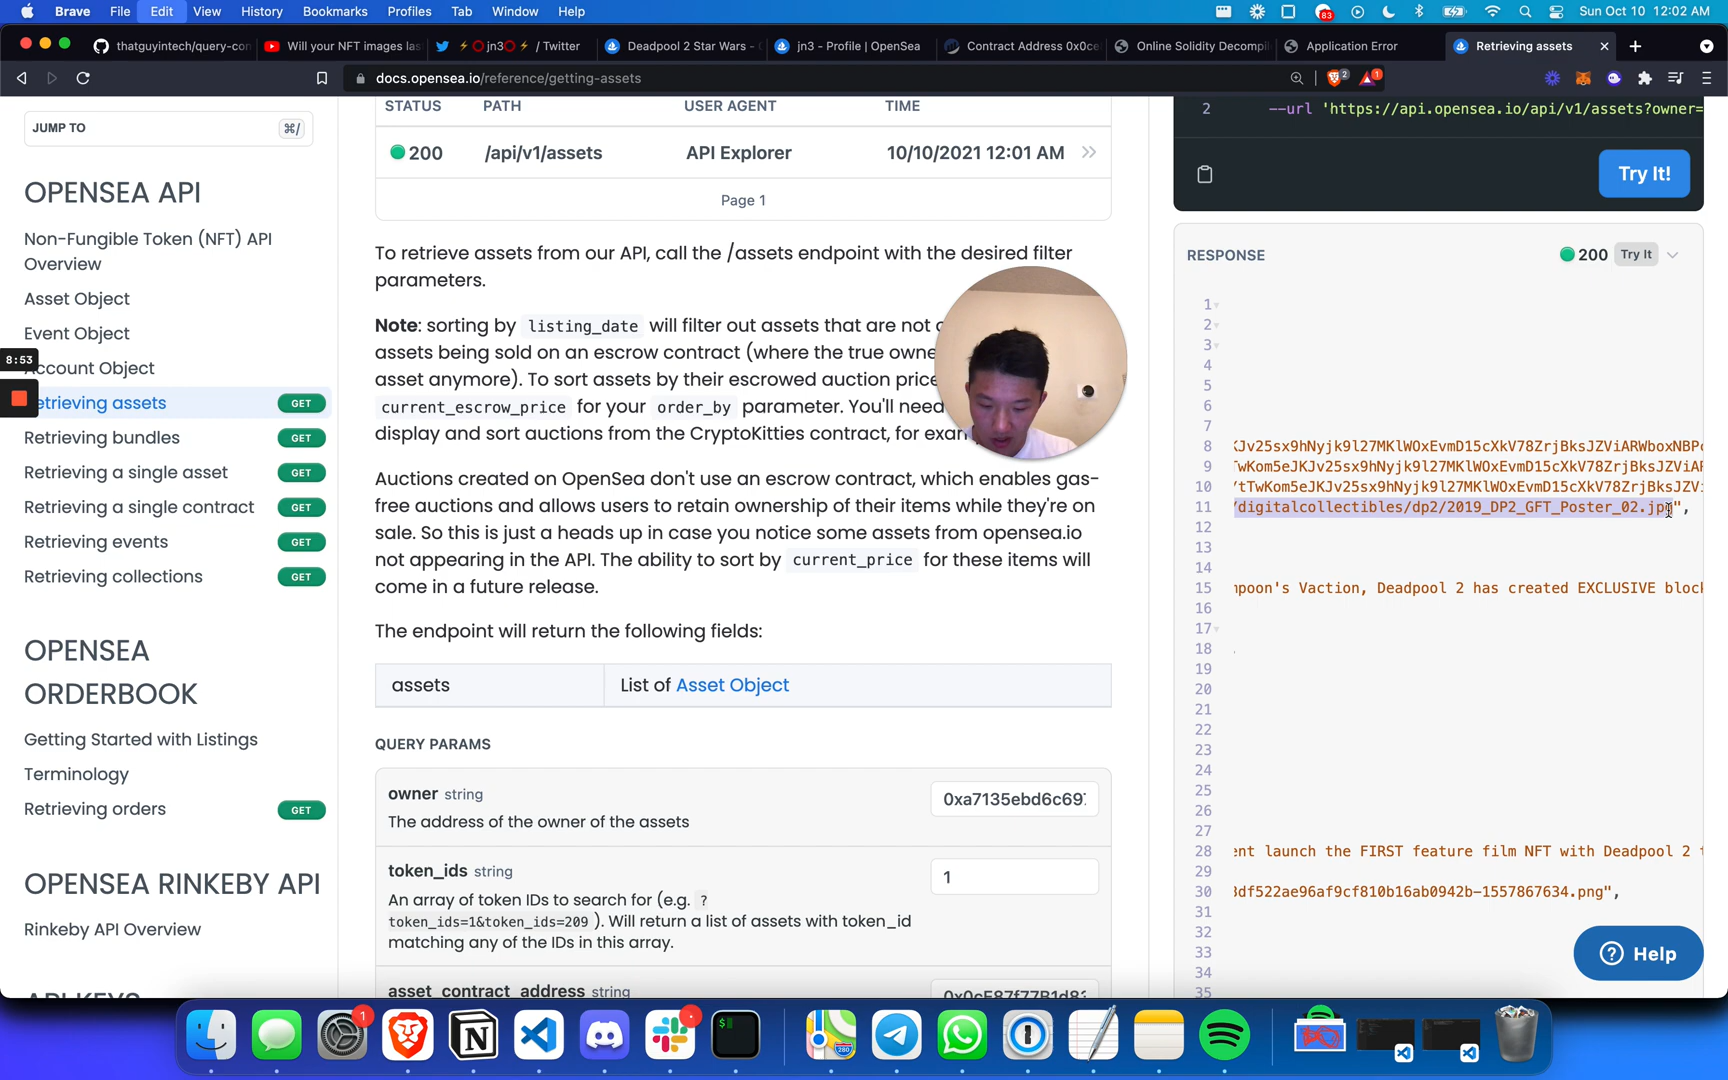 Brave File Edit View History Bookmarks Profiles Tab Window Help 83 Sun Oct 10 12:02 AM
thatguyintech/query-con Will your NFT images las jn3 / Twitter Deadpool 2 Star Wars - jn3 - Profile | OpenSea Contract Address 0x0ce Online Solidity Decompil Application Error Retrieving assets
docs.opensea.io/reference/getting-assets 2 1
JUMP TO ⌘/
OPENSEA API
Non-Fungible Token (NFT) API
Overview
Asset Object
Event Object
8:53
Account Object
etrieving assets GET
Retrieving bundles GET
Retrieving a single asset GET
Retrieving a single contract GET
Retrieving events GET
Retrieving collections GET
OPENSEA
ORDERBOOK
Getting Started with Listings
Terminology
Retrieving orders GET
OPENSEA RINKEBY API
Rinkeby API Overview
API KEYS
STATUS PATH USER AGENT TIME
200 /api/v1/assets API Explorer 10/10/2021 12:01 AM
Page 1
To retrieve assets from our API, call the /assets endpoint with the desired filter
parameters.
Note: sorting by listing_date will filter out assets that are not
assets being sold on an escrow contract (where the true owne
asset anymore). To sort assets by their escrowed auction price
current_escrow_price for your order_by parameter. You'll need
display and sort auctions from the CryptoKitties contract, for exam
Auctions created on OpenSea don't use an escrow contract, which enables gas-
free auctions and allows users to retain ownership of their items while they're on
sale. So this is just a heads up in case you notice some assets from opensea.io
not appearing in the API. The ability to sort by current_price for these items will
come in a future release.
The endpoint will return the following fields:
assets List of Asset Object
QUERY PARAMS
owner string
The address of the owner of the assets
0xa7135ebd6c697
token_ids string
An array of token IDs to search for (e.g. ?
token_ids=1&token_ids=209 ). Will return a list of assets with token_id
matching any of the IDs in this array.
1
asset_contract_address string
2 --url 'https://api.opensea.io/api/v1/assets?owner=
Try It!
RESPONSE 200 Try It
1
2
3
4
5
6
7
8 KJv25sx9hNyjk9l27MKlWOxEvmD15cXkV78ZrjBksJZViARWboxNBP
9 TwKom5eJKJv25sx9hNyjk9l27MKlWOxEvmD15cXkV78ZrjBksJZViA
10 /tTwKom5eJKJv25sx9hNyjk9l27MKlWOxEvmD15cXkV78ZrjBksJZV
11 /digitalcollectibles/dp2/2019_DP2_GFT_Poster_02.jpg",
12
13
14
15 mpoon's Vaction, Deadpool 2 has created EXCLUSIVE block
16
17
18 ,
19
20
21
22
23
24
25
26
27
28 ent launch the FIRST feature film NFT with Deadpool 2
29
30 3df522ae96af9cf810b16ab0942b-1557867634.png",
31
32
33
34
35
Help
1